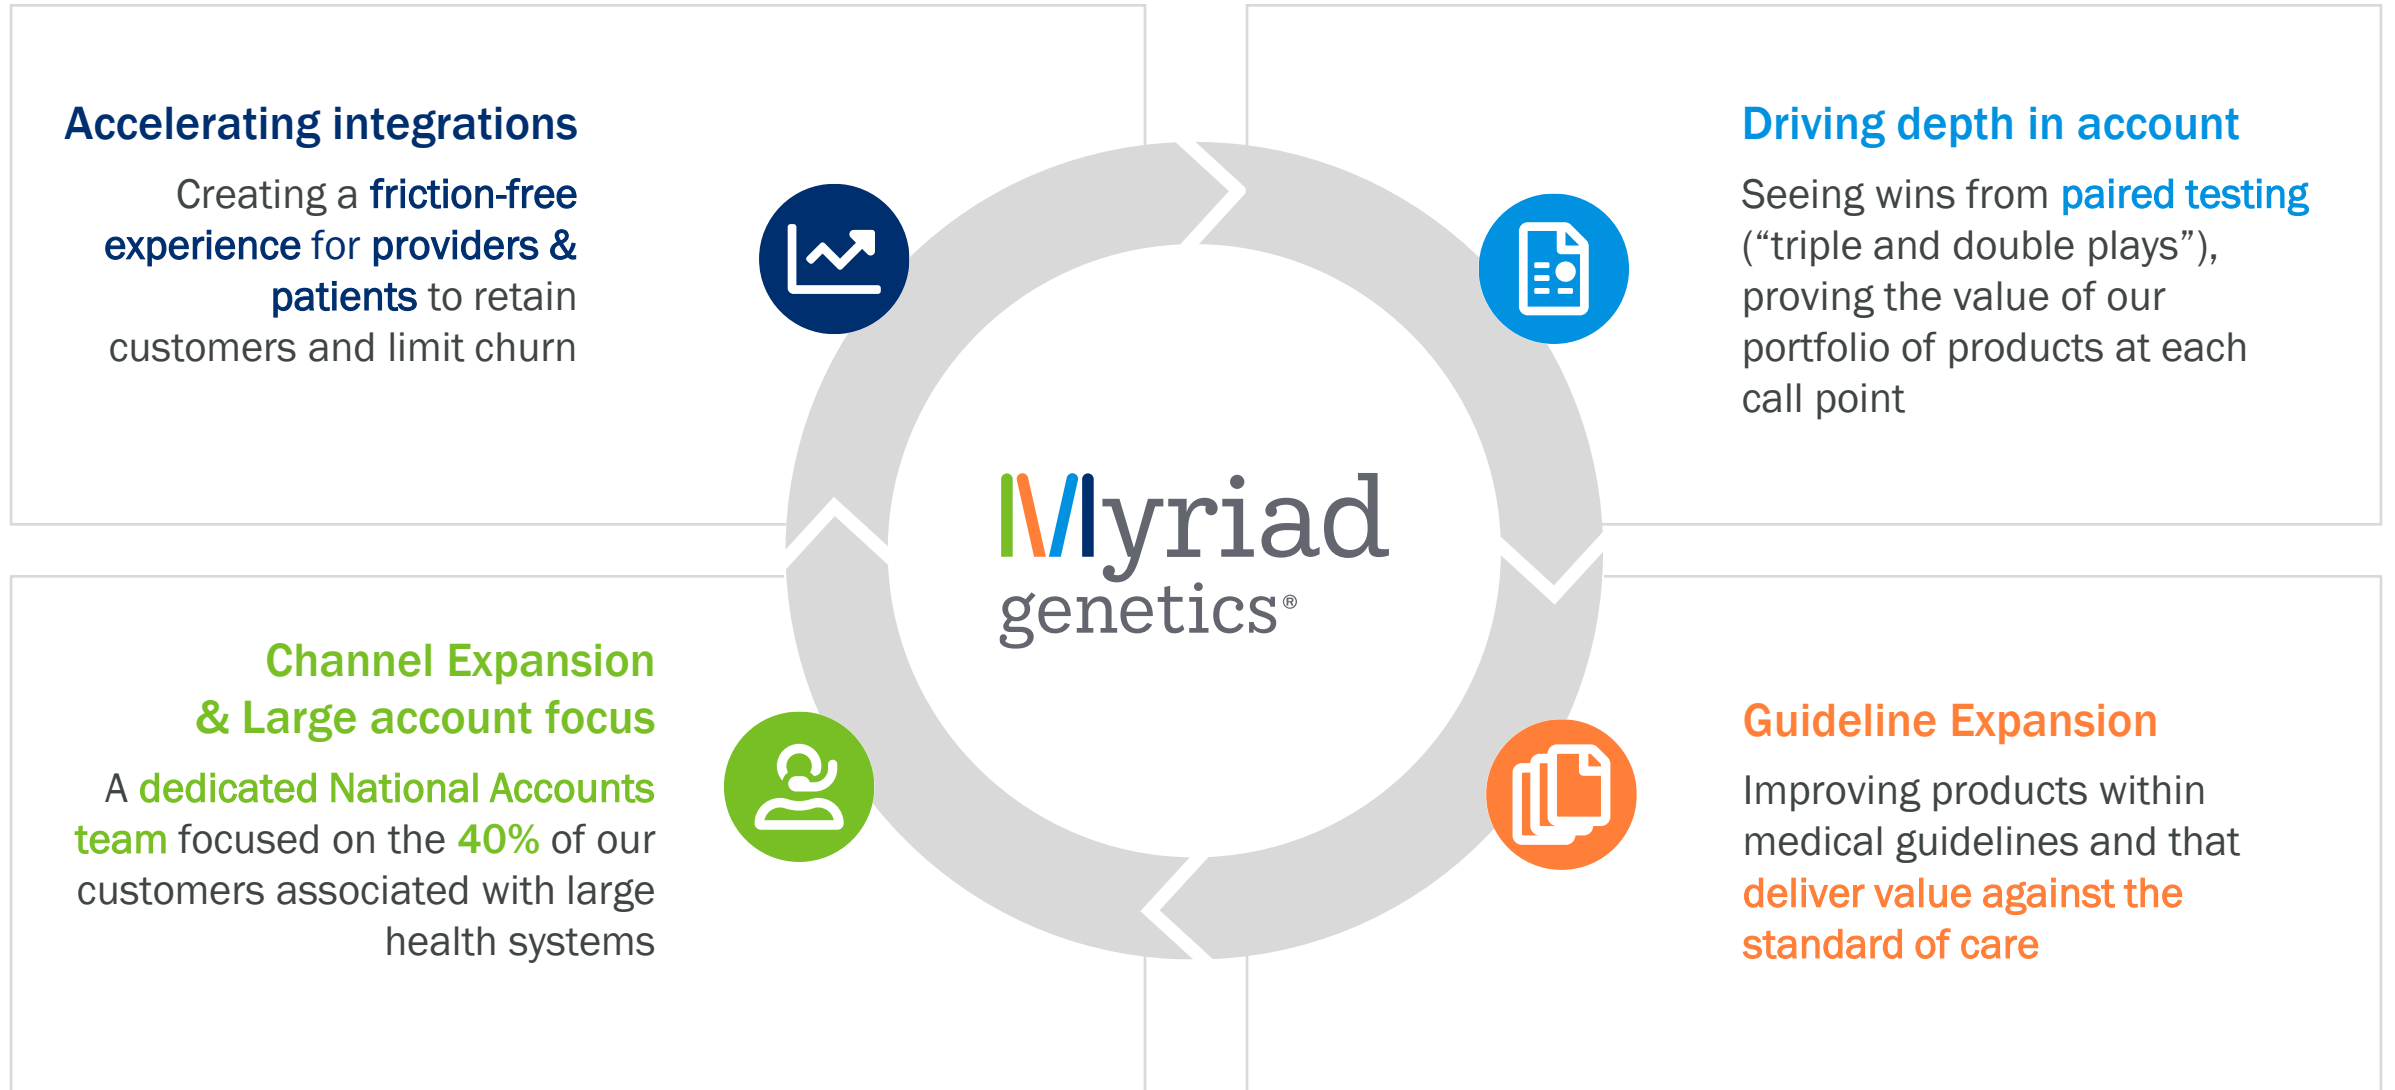 Accelerating integrations
Creating a friction-free
experience for providers &
patients to retain
customers and limit churn
Driving depth in account
Seeing wins from paired testing
(“triple and double plays”),
proving the value of our
portfolio of products at each
call point
Myriad
genetics®
Channel Expansion
& Large account focus
A dedicated National Accounts
team focused on the 40% of our
customers associated with large
health systems
Guideline Expansion
Improving products within
medical guidelines and that
deliver value against the
standard of care